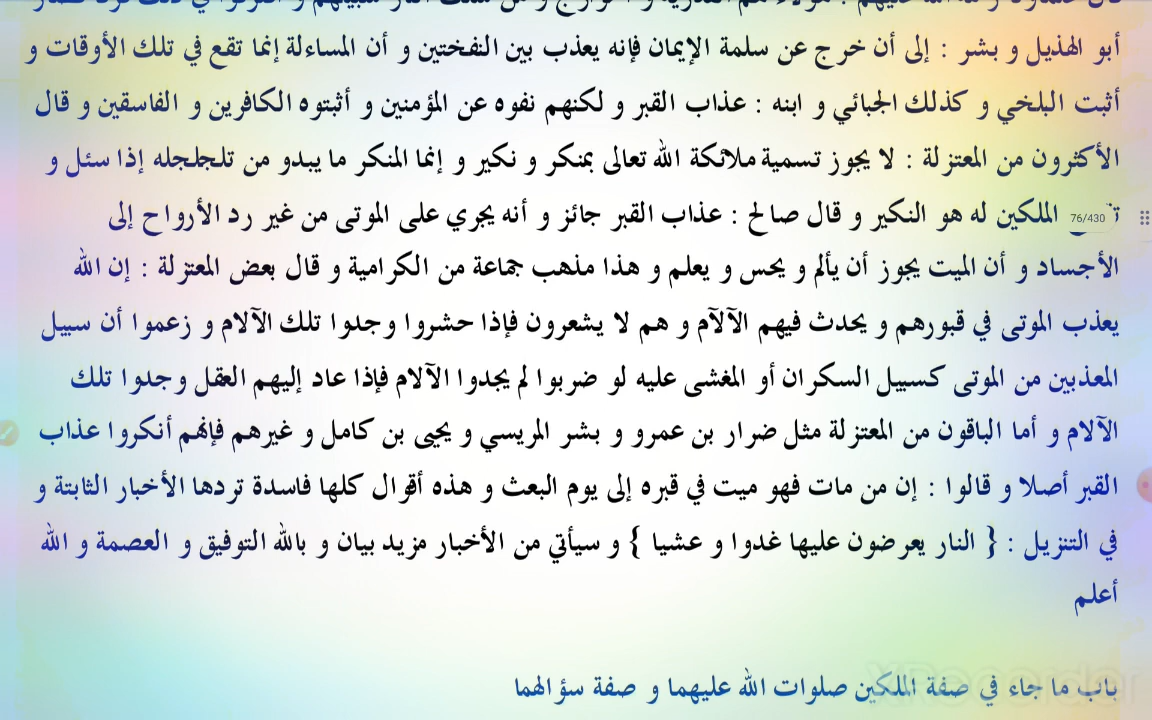 أبو الهذيل و بشر : إلى أن خرج عن سلمة الإيمان فإنه يعذب بين النفختين و أن المساءلة إنما تقع في تلك الأوقات و
أثبت البلخي و كذلك الجبائي و ابنه : عذاب القبر و لكنهم نفوه عن المؤمنين و أثبتوه الكافرين و الفاسقين و قال
الأكثرون من المعتزلة : لا يجوز تسمية ملائكة الله تعالى بمنكر و نكير و إنما المنكر ما يبدو من تلجلجله إذا سئل و
الملكين له هو النكير و قال صالح : عذاب القبر جائز و أنه يجري على الموتى من غير رد الأرواح إلى
76/430
الأجساد و أن الميت يجوز أن يألم و يحس و يعلم و هذا مذهب جماعة من الكرامية و قال بعض المعتزلة : إن الله
يعذب الموتى في قبورهم و يحدث فيهم الآلآم و هم لا يشعرون فإذا حشروا وجدوا تلك الآلام و زعموا أن سبيل
المعذبين من الموتى كسبيل السكران أو المغشى عليه لو ضربوا لم يجدوا الآلام فإذا عاد إليهم العقل وجدوا تلك
الآلام و أما الباقون من المعتزلة مثل ضرار بن عمرو و بشر المريسي و يحيى بن كامل و غيرهم فإنهم أنكروا عذاب
القبر أصلا و قالوا : إن من مات فهو ميت في قبره إلى يوم البعث و هذه أقوال كلها فاسدة تردها الأخبار الثابتة و
في التنزيل : { النار يعرضون عليها غدوا و عشيا } و سيأتي من الأخبار مزيد بيان و بالله التوفيق و العصمة و الله
أعلم
باب ما جاء في صفة الملكين صلوات الله عليهما و صفة سؤالهما
XRecorder